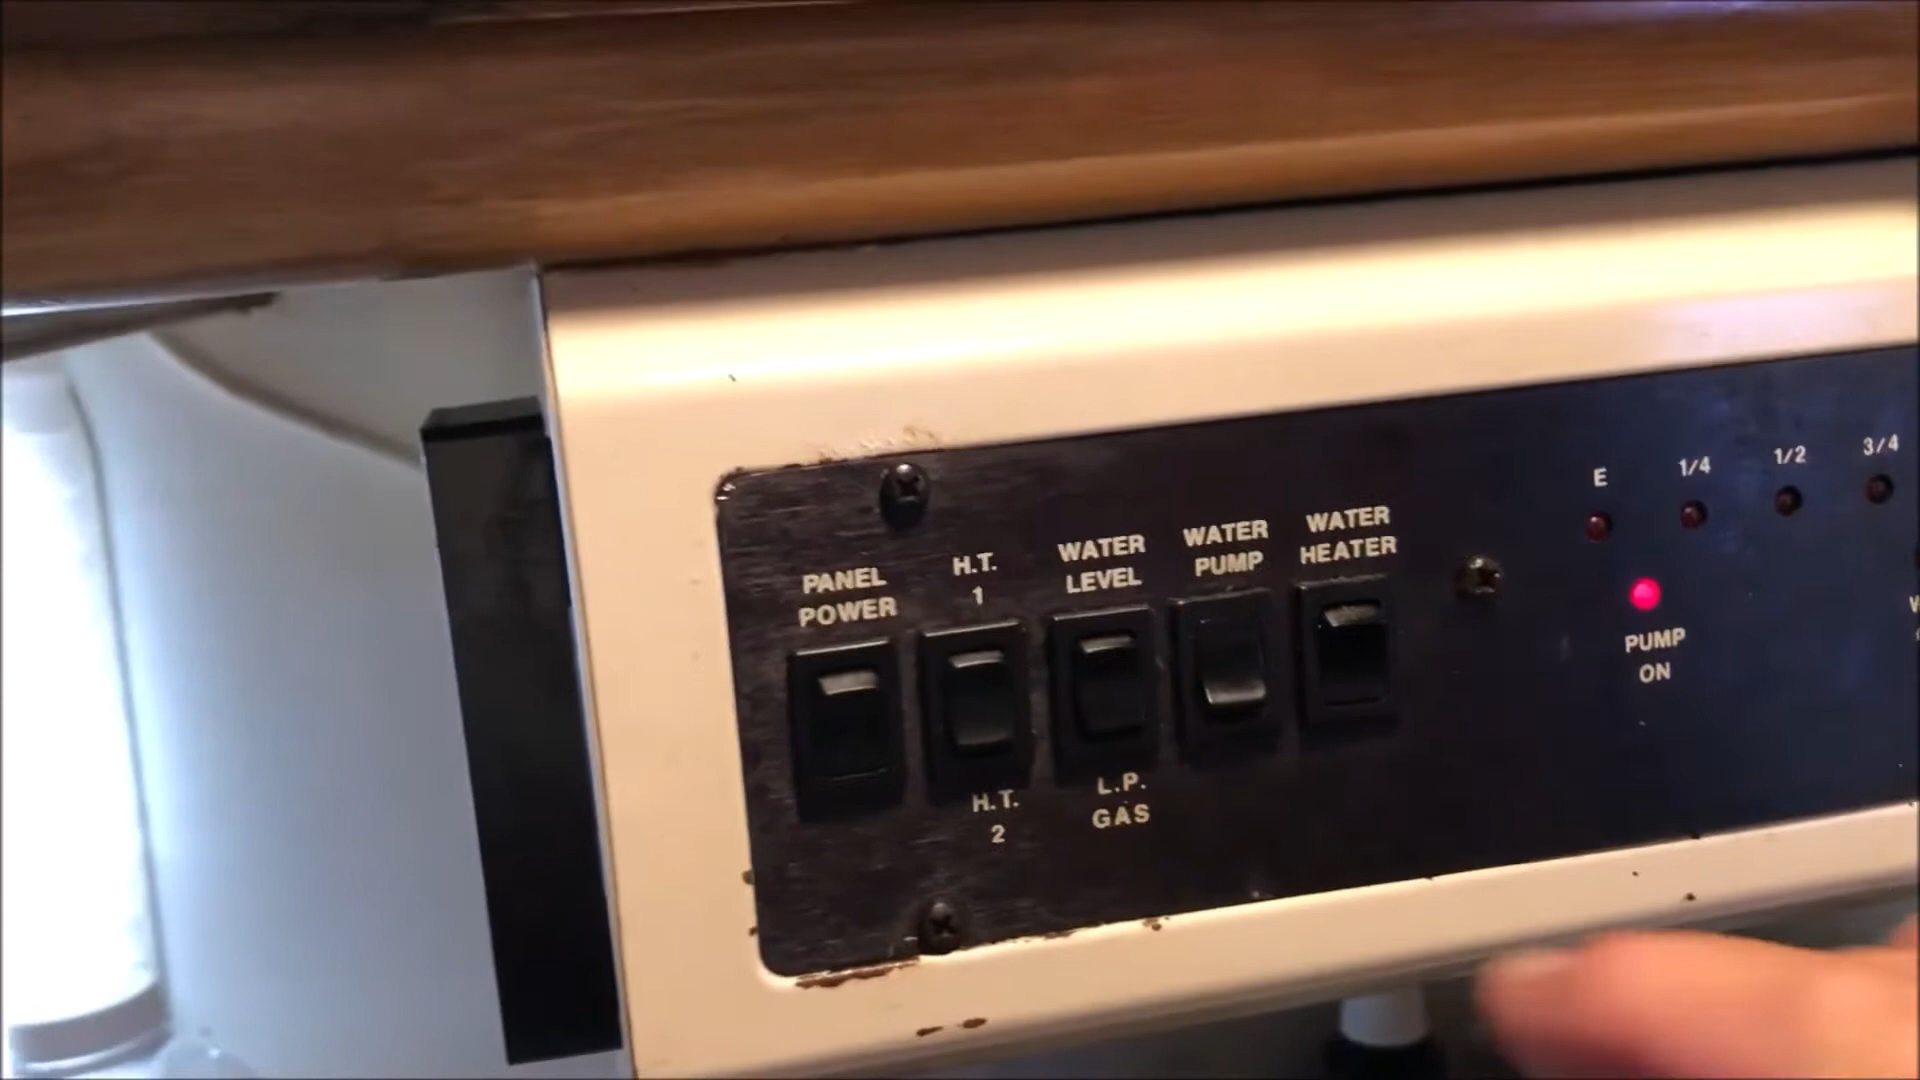 PANEL
POWER
H.T.
1
WATER
LEVEL
WATER
PUMP
WATER
HEATER
H.T.
2
L.P.
GAS
E
1/4
1/2
3/4
PUMP
ON